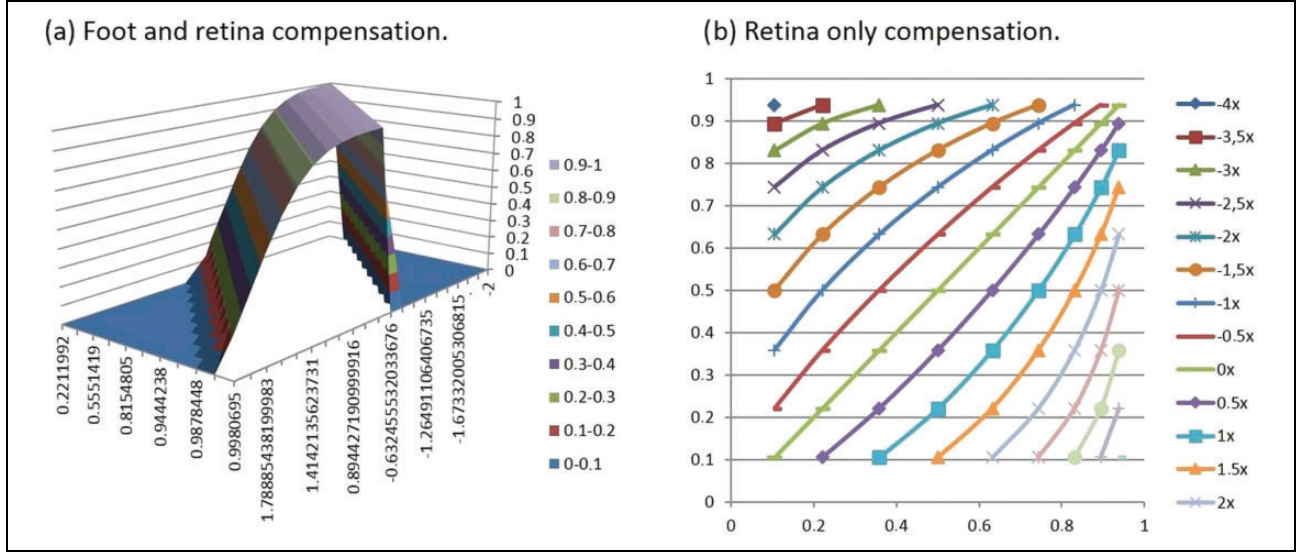 (a) Foot and retina compensation.
1
0.9
0.8
0.7
0.6
0.5
0.4
0.3
0.2
0.1
0
0.2211992
0.5551419
0.8154805
0.9444238
0.9878448
0.9980695
1.78885438199983
1.4142135623731
0.894427190999916
-0.632455532033676
-1.26491106406735
-1.67332005306815
-2
0.9-1
0.8-0.9
0.7-0.8
0.6-0.7
0.5-0.6
0.4-0.5
0.3-0.4
0.2-0.3
0.1-0.2
0-0.1
(b) Retina only compensation.
1
0.9
0.8
0.7
0.6
0.5
0.4
0.3
0.2
0.1
0
0 0.2 0.4 0.6 0.8 1
-4x
-3,5x
-3x
-2,5x
-2x
-1,5x
-1x
-0.5x
0x
0.5x
1x
1.5x
2x